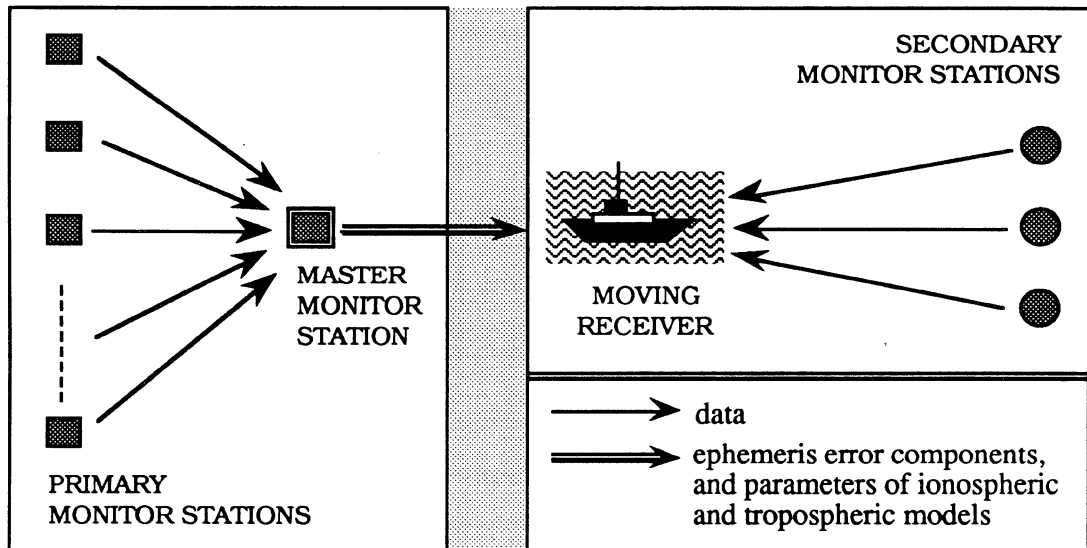 SECONDARY
MONITOR STATIONS
MASTER
MONITOR
STATION
MOVING
RECEIVER
PRIMARY
MONITOR STATIONS
data
ephemeris error components,
and parameters of ionospheric
and tropospheric models